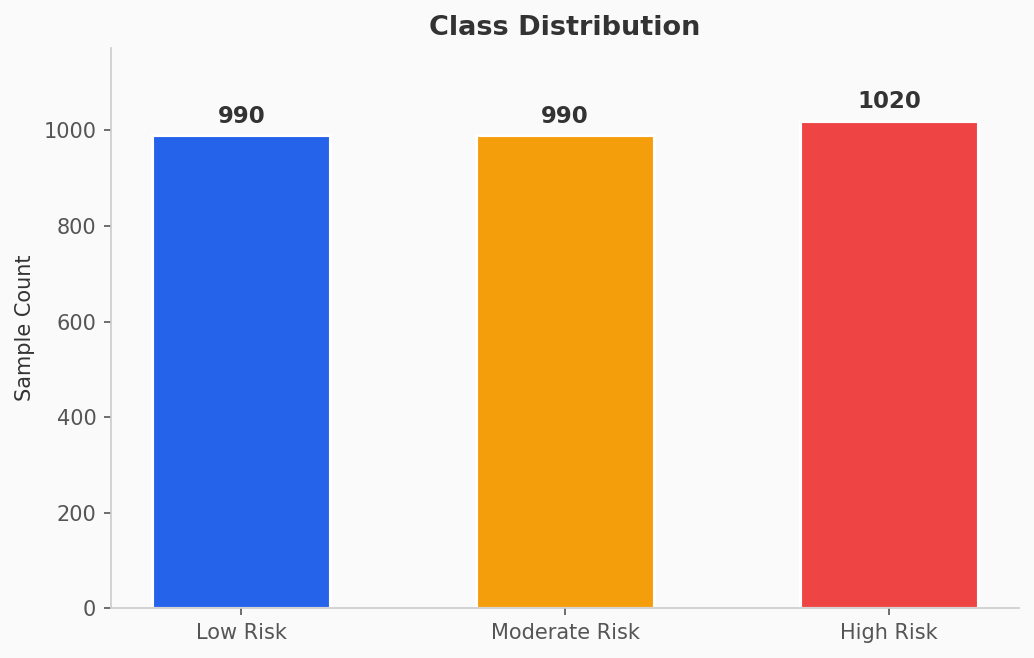 Class Distribution
990
990
1020
1000
800
600
400
200
0
Sample Count
Low Risk
Moderate Risk
High Risk